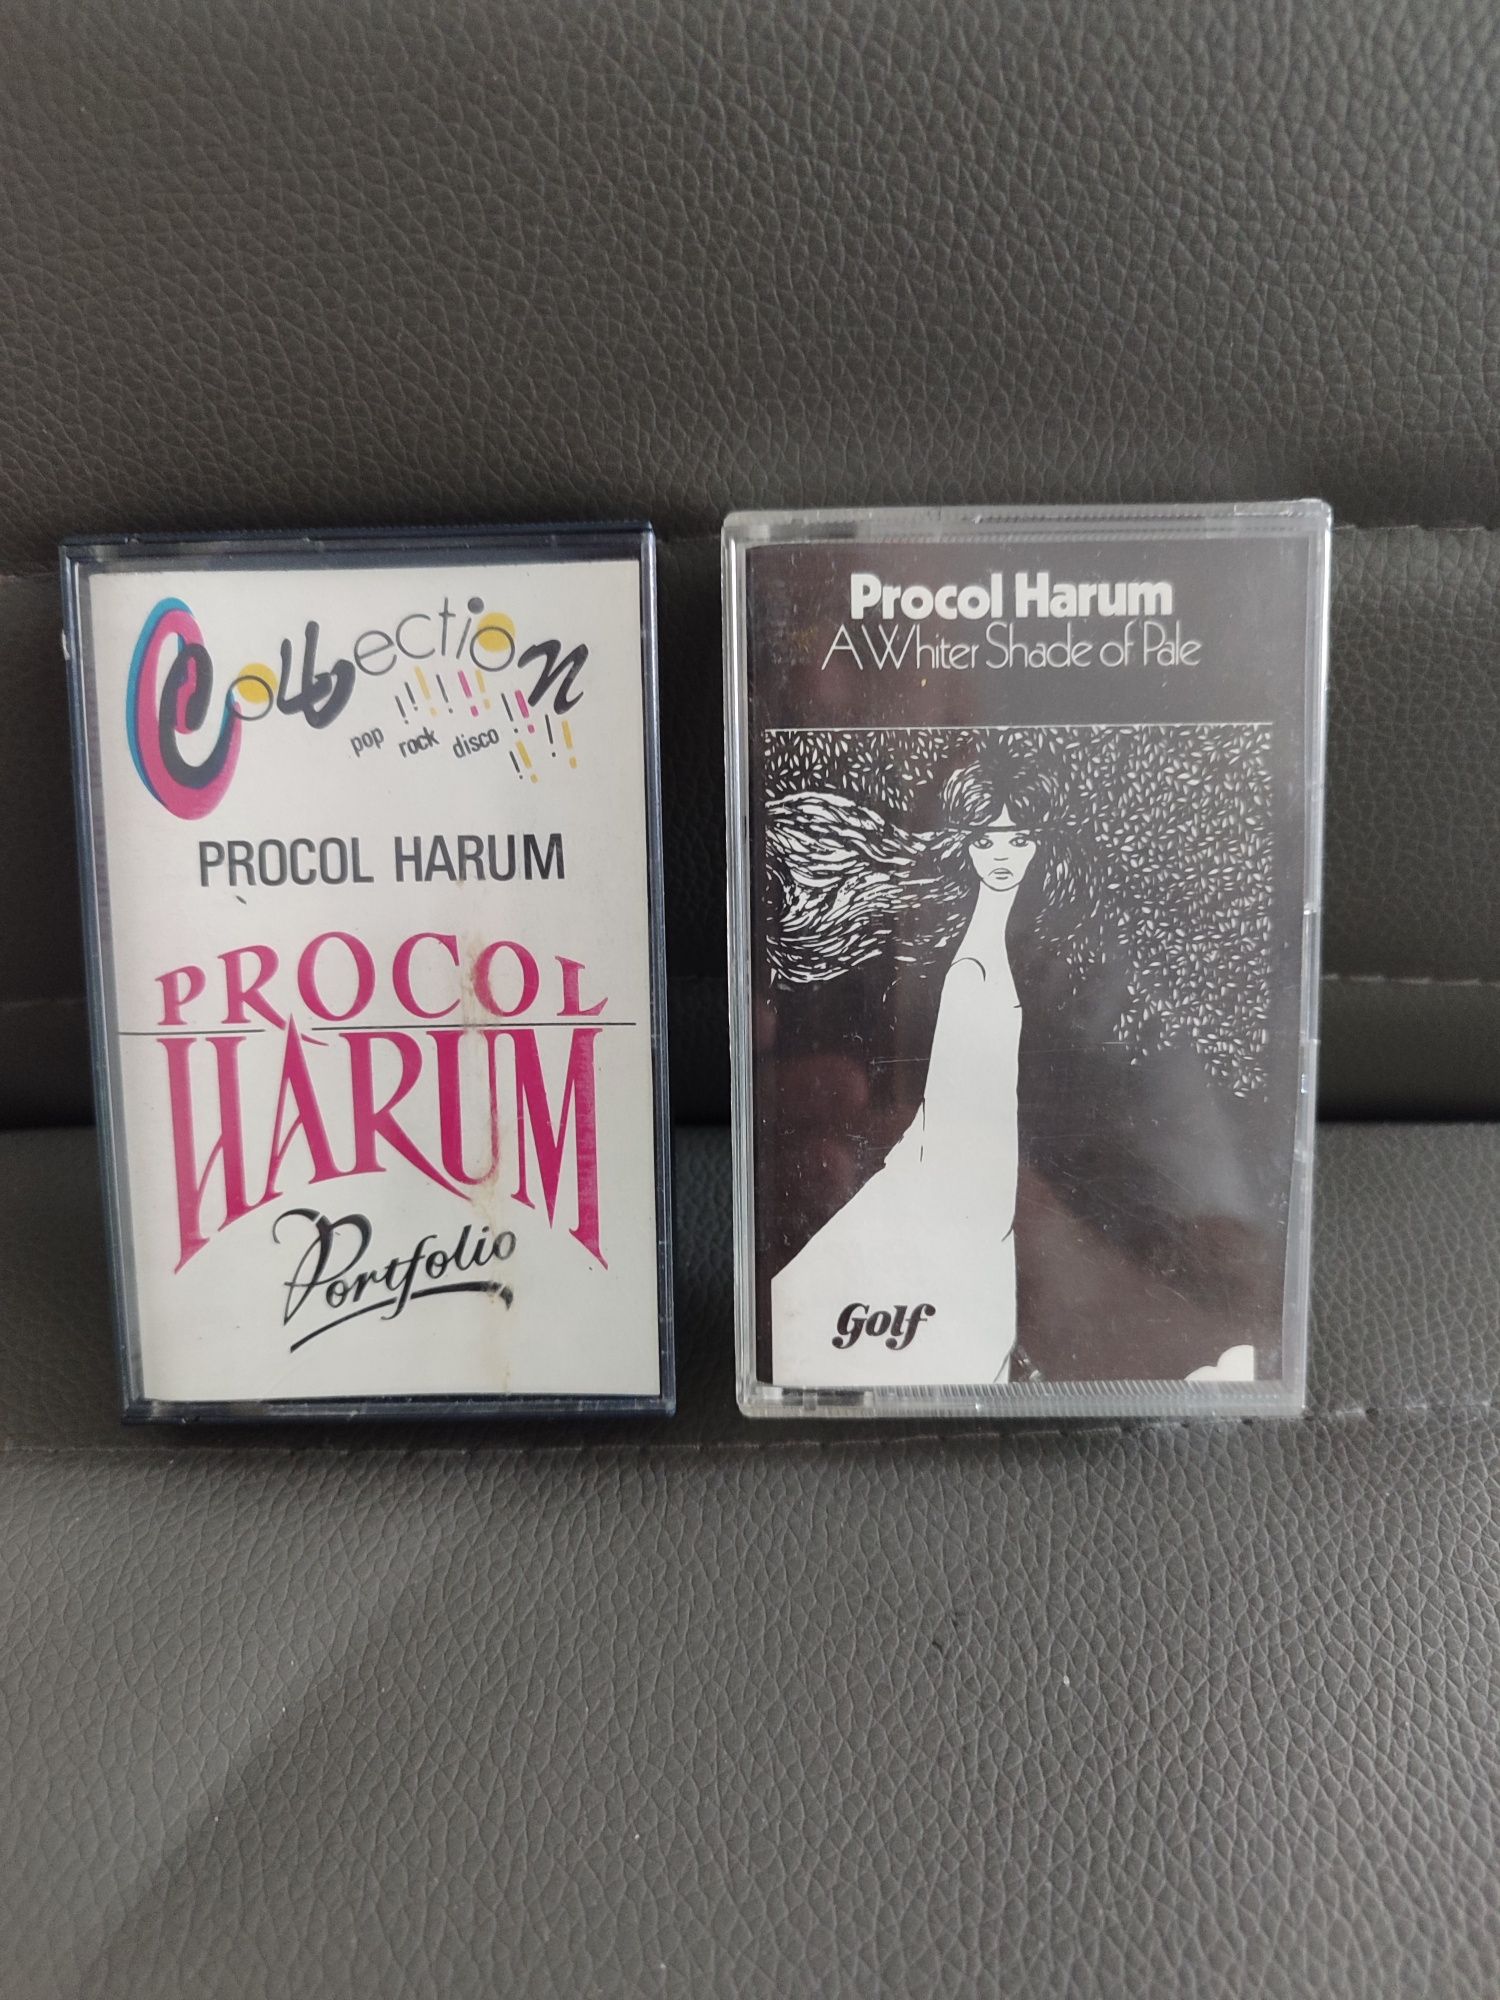 Collection
pop rock disco
PROCOL HARUM
PROCOL
HARUM
Portfolio
Procol Harum
A Whiter Shade of Pale
Golf